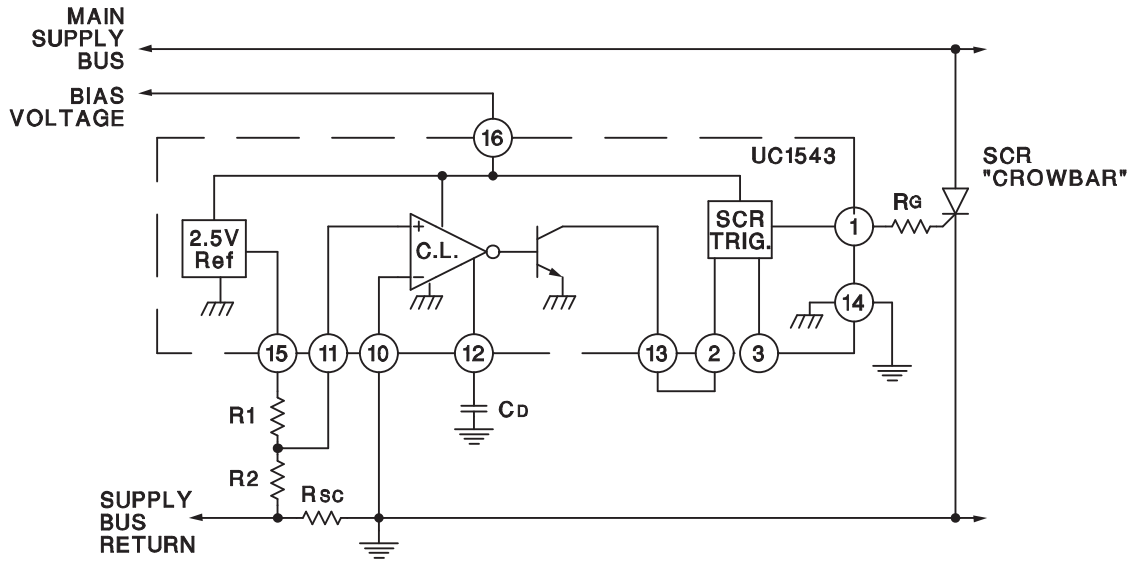 MAIN
SUPPLY
BUS
BIAS
VOLTAGE
16
UC1543
SCR
"CROWBAR"
2.5V
Ref
+
C.L.
−
SCR
TRIG.
1
RG
14
15
11
10
12
13
2
3
R1
CD
R2
RSC
SUPPLY
BUS
RETURN